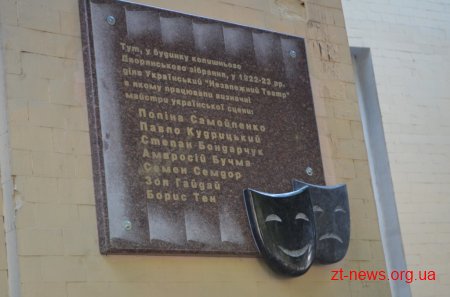 Тут, у будинку колишнього
Дворянського зібрання, у 1922-23 рр.
діяв Український "Незалежний Театр"
в якому працювали визначні
майстри української сцени:
Поліна Самойленко
Павло Кудрицький
Степан Бондарчук
Амвросій Бучма
Семен Семдор
Зоя Гайдай
Борис Тен
zt-news.org.ua